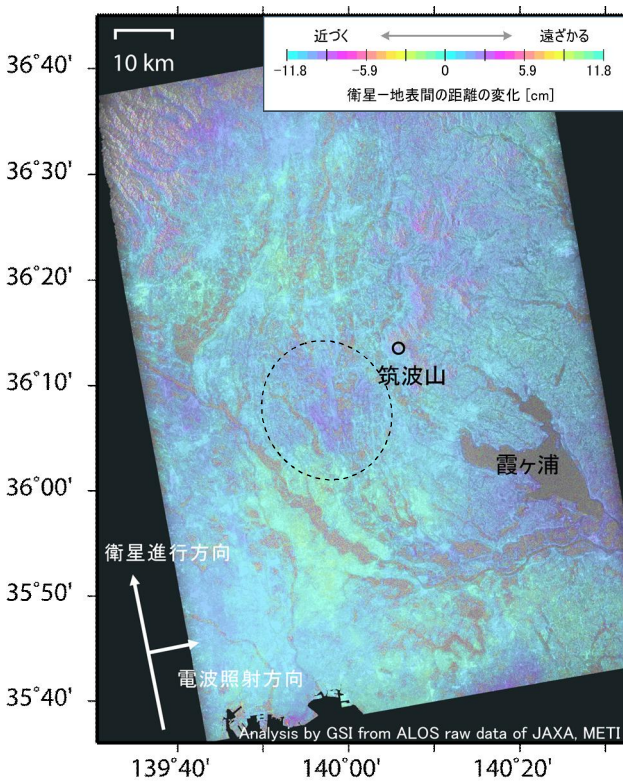 近づく 遠ざかる
-11.8 -5.9 0 5.9 11.8
衛星ー地表間の距離の変化 [cm]
10 km
36°40'
36°30'
36°20'
36°10'
36°00'
35°50'
35°40'
筑波山
霞ヶ浦
衛星進行方向
電波照射方向
Analysis by GSI from ALOS raw data of JAXA, METI
139°40' 140°00' 140°20'